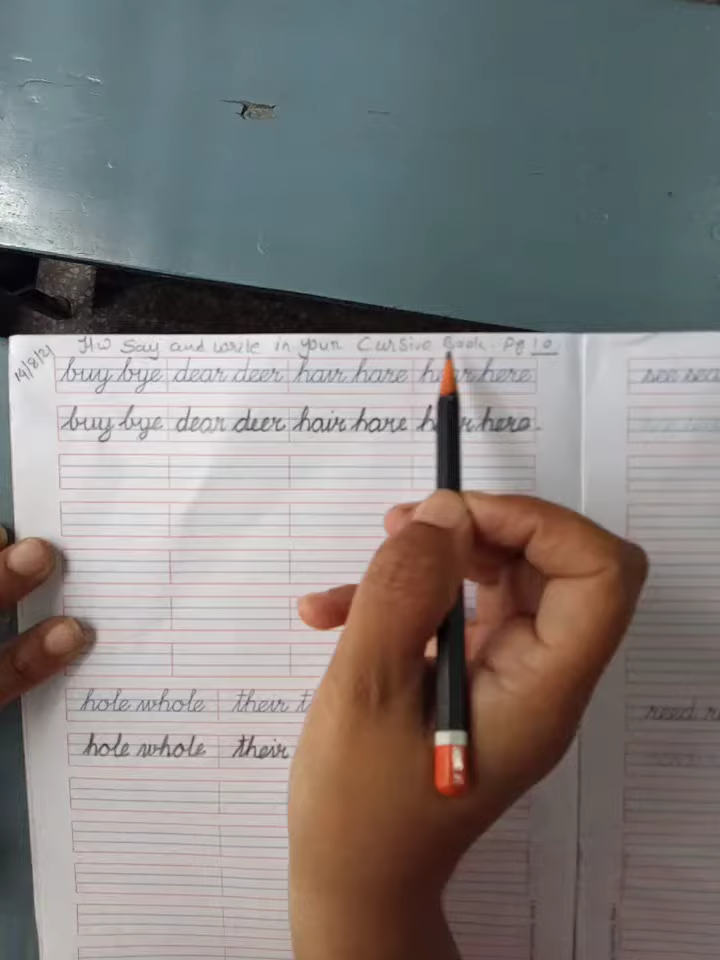 14/8/21
HW Say and write in your Cursive Book. Pg 10
buy bye dear deer hair hare here
buy bye dear deer hair hare here.
hole whole their
hole whole their
see
reed